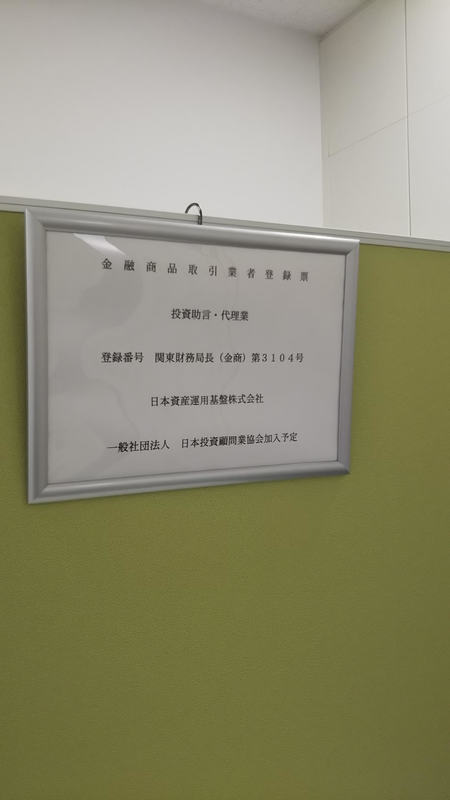 金融商品取引業者登録票
投資助言・代理業
登録番号　関東財務局長（金商）第３１０４号
日本資産運用基盤株式会社
一般社団法人　日本投資顧問業協会加入予定